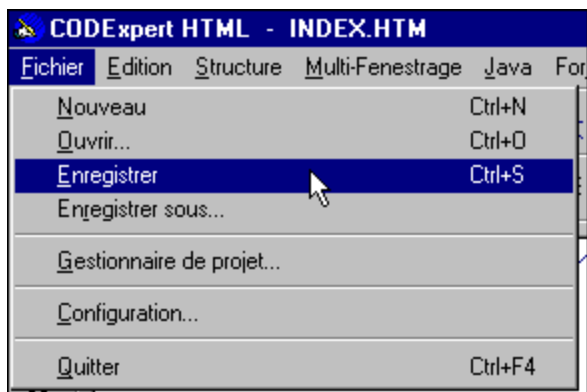 CODExpert HTML - INDEX.HTM
Fichier Edition Structure Multi-Fenestrage Java
Nouveau Ctrl+N
Ouvrir... Ctrl+O
Enregistrer Ctrl+S
Enregistrer sous...
Gestionnaire de projet...
Configuration...
Quitter Ctrl+F4